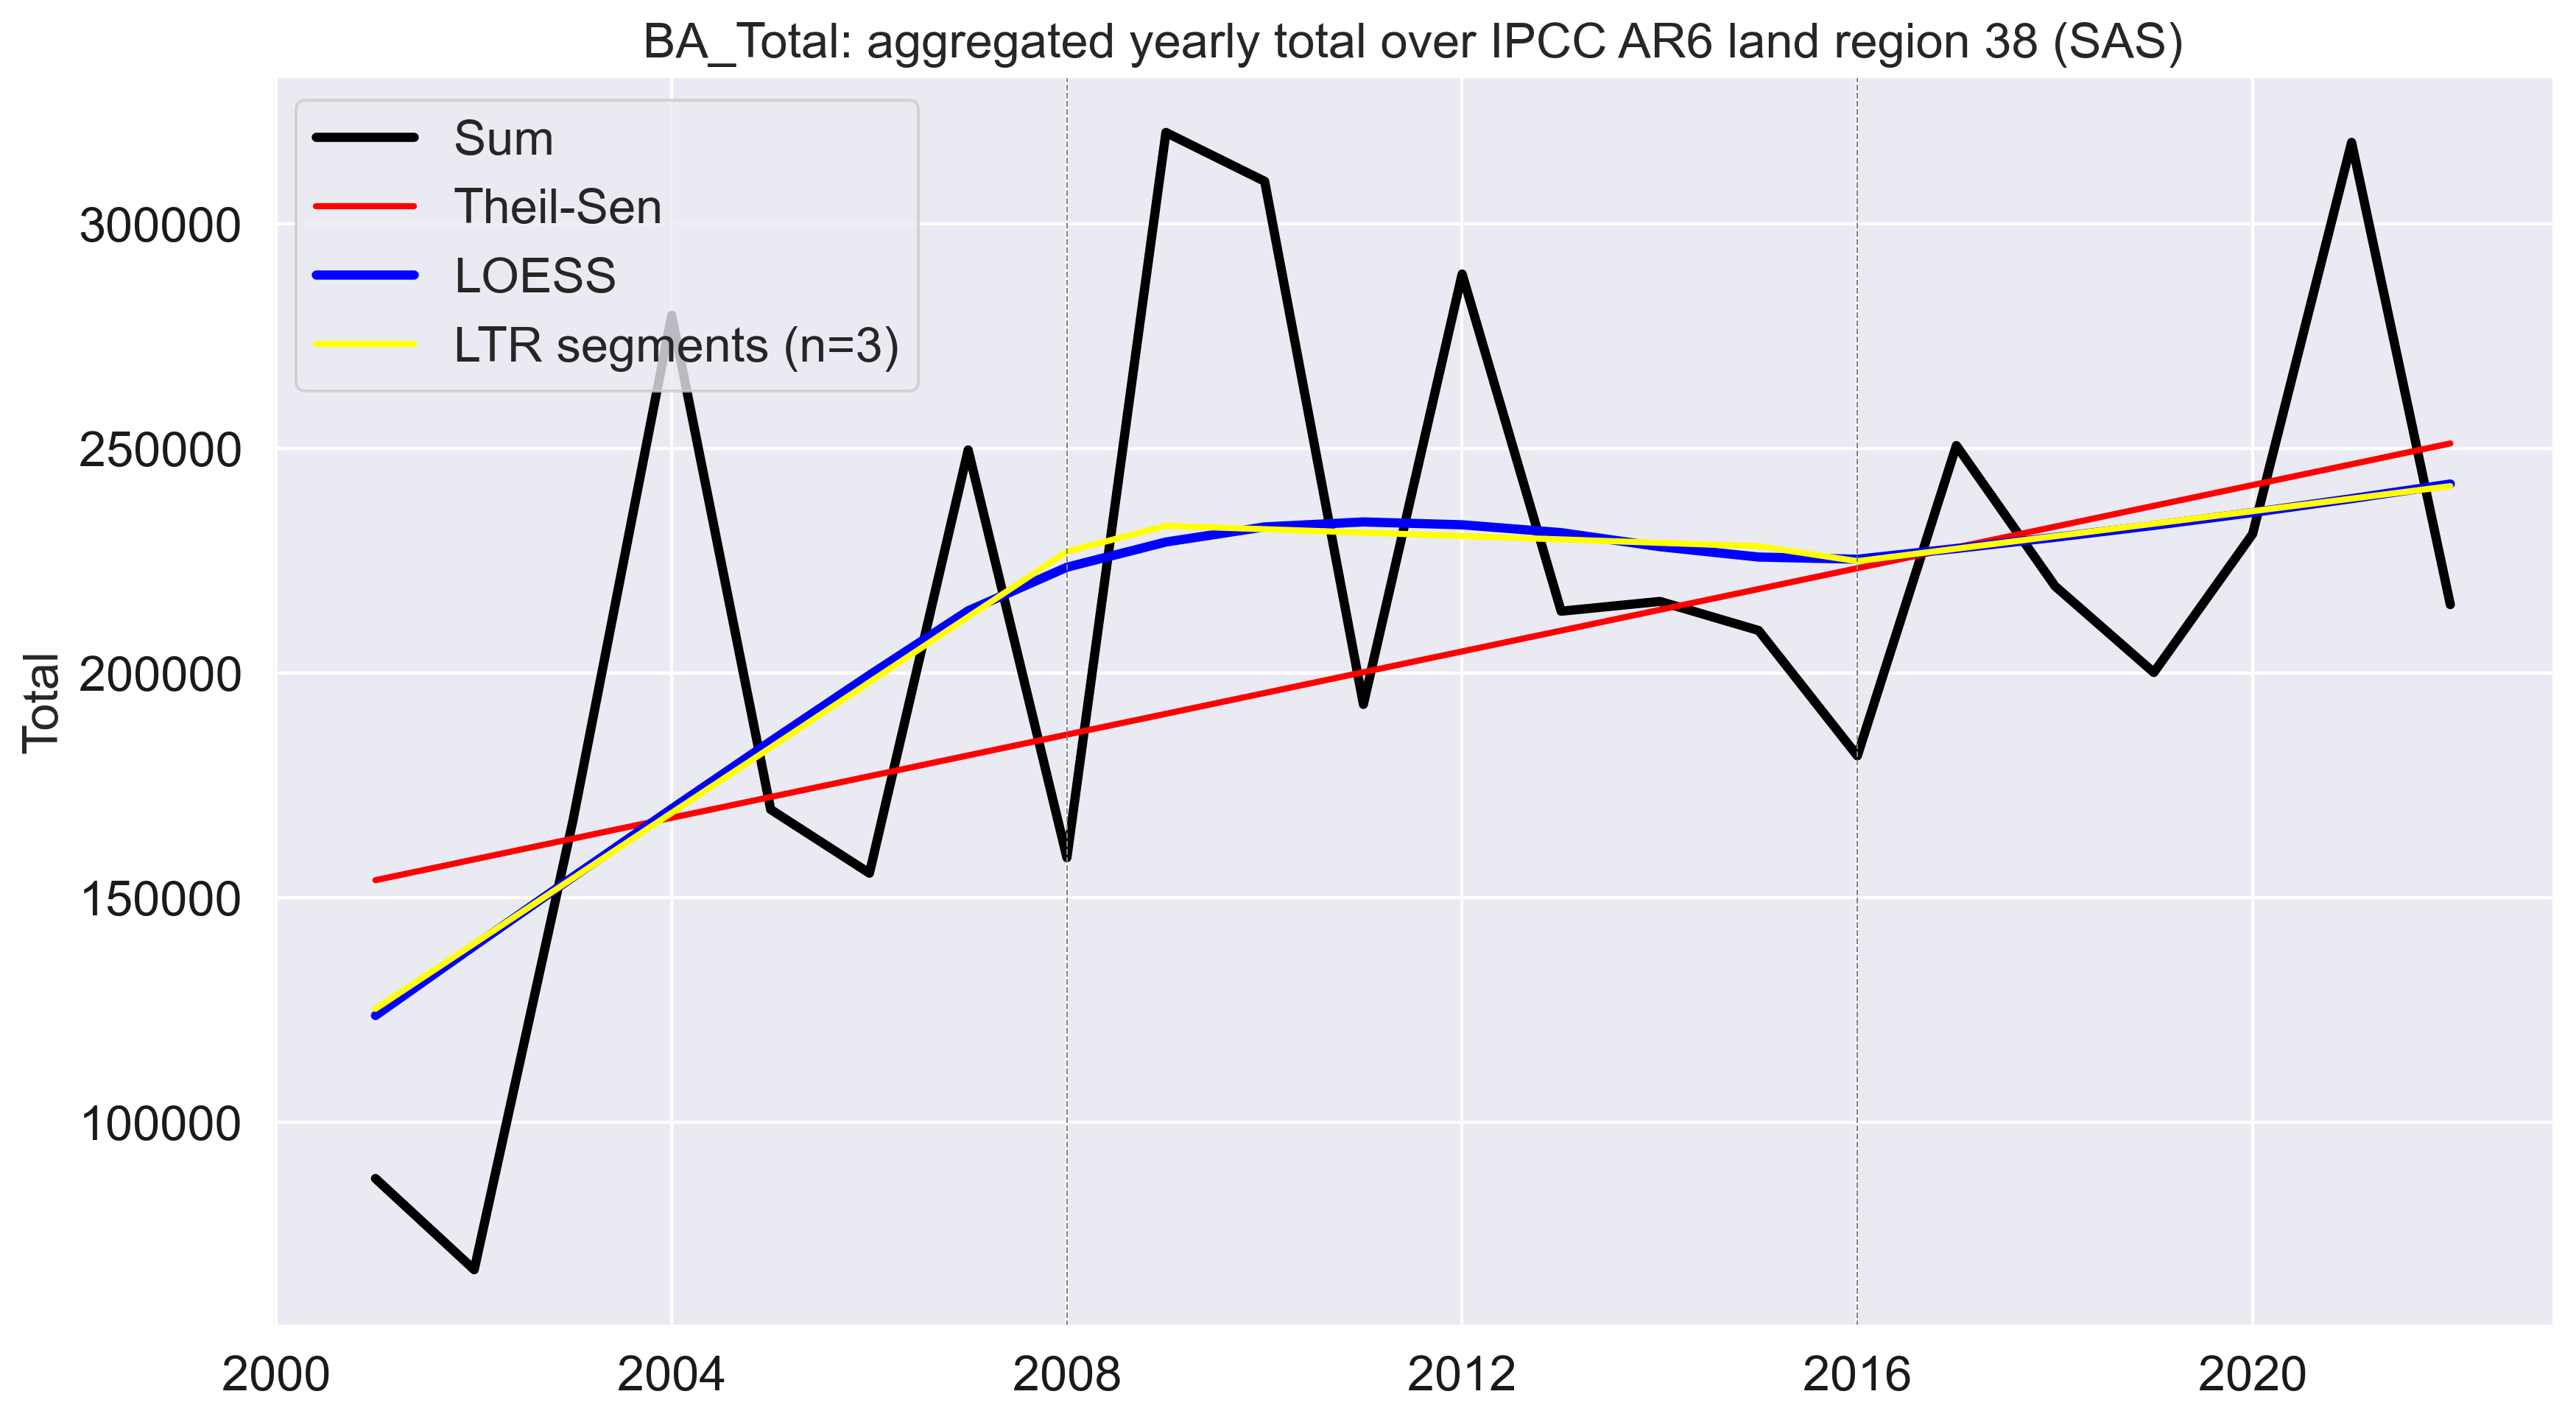 BA_Total: aggregated yearly total over IPCC AR6 land region 38 (SAS)
Sum
Theil-Sen
LOESS
LTR segments (n=3)
Total
300000
250000
200000
150000
100000
2000 2004 2008 2012 2016 2020